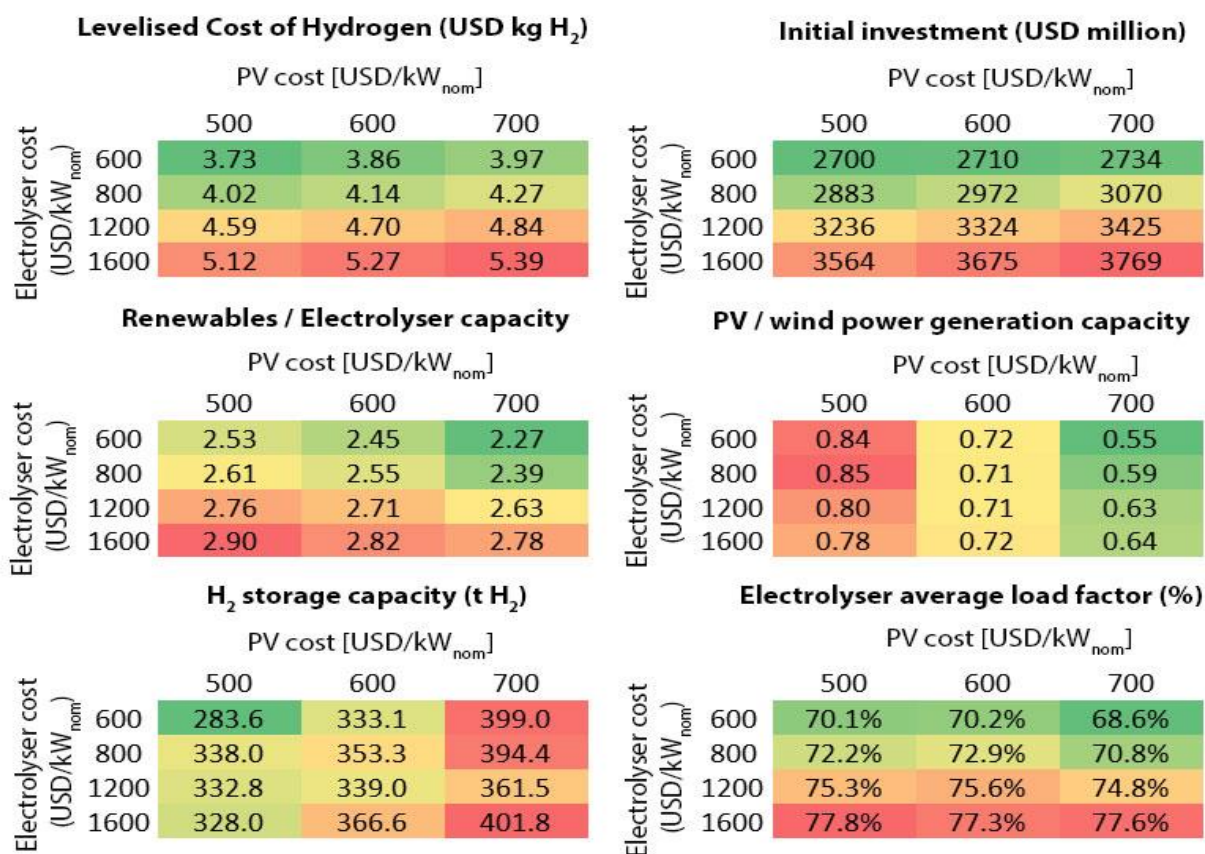 Levelised Cost of Hydrogen (USD kg H₂)
PV cost [USD/kWnom]
500 600 700
Electrolyser cost
(USD/kWnom)
600 3.73 3.86 3.97
800 4.02 4.14 4.27
1200 4.59 4.70 4.84
1600 5.12 5.27 5.39
Initial investment (USD million)
PV cost [USD/kWnom]
500 600 700
Electrolyser cost
(USD/kWnom)
600 2700 2710 2734
800 2883 2972 3070
1200 3236 3324 3425
1600 3564 3675 3769
Renewables / Electrolyser capacity
PV cost [USD/kWnom]
500 600 700
Electrolyser cost
(USD/kWnom)
600 2.53 2.45 2.27
800 2.61 2.55 2.39
1200 2.76 2.71 2.63
1600 2.90 2.82 2.78
PV / wind power generation capacity
PV cost [USD/kWnom]
500 600 700
Electrolyser cost
(USD/kWnom)
600 0.84 0.72 0.55
800 0.85 0.71 0.59
1200 0.80 0.71 0.63
1600 0.78 0.72 0.64
H₂ storage capacity (t H₂)
PV cost [USD/kWnom]
500 600 700
Electrolyser cost
(USD/kWnom)
600 283.6 333.1 399.0
800 338.0 353.3 394.4
1200 332.8 339.0 361.5
1600 328.0 366.6 401.8
Electrolyser average load factor (%)
PV cost [USD/kWnom]
500 600 700
Electrolyser cost
(USD/kWnom)
600 70.1% 70.2% 68.6%
800 72.2% 72.9% 70.8%
1200 75.3% 75.6% 74.8%
1600 77.8% 77.3% 77.6%